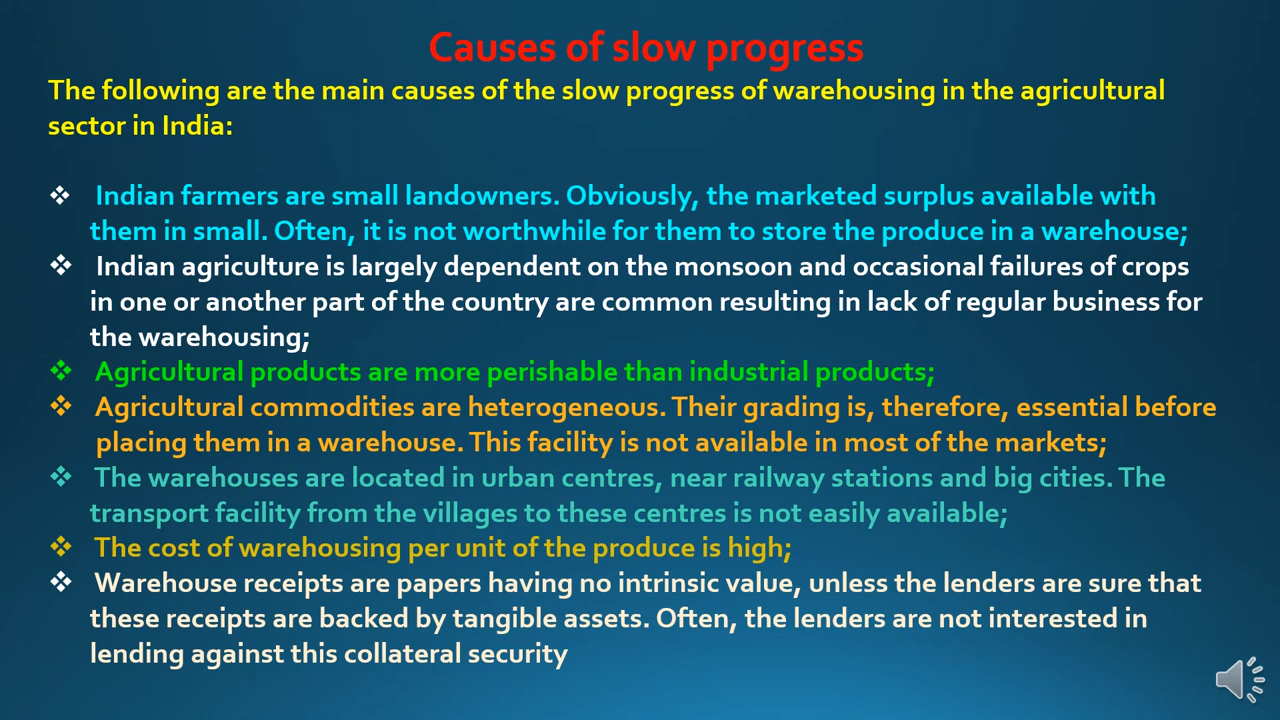 Causes of slow progress
The following are the main causes of the slow progress of warehousing in the agricultural
sector in India:
❖ Indian farmers are small landowners. Obviously, the marketed surplus available with
them in small. Often, it is not worthwhile for them to store the produce in a warehouse;
❖ Indian agriculture is largely dependent on the monsoon and occasional failures of crops
in one or another part of the country are common resulting in lack of regular business for
the warehousing;
❖ Agricultural products are more perishable than industrial products;
❖ Agricultural commodities are heterogeneous. Their grading is, therefore, essential before
placing them in a warehouse. This facility is not available in most of the markets;
❖ The warehouses are located in urban centres, near railway stations and big cities. The
transport facility from the villages to these centres is not easily available;
❖ The cost of warehousing per unit of the produce is high;
❖ Warehouse receipts are papers having no intrinsic value, unless the lenders are sure that
these receipts are backed by tangible assets. Often, the lenders are not interested in
lending against this collateral security